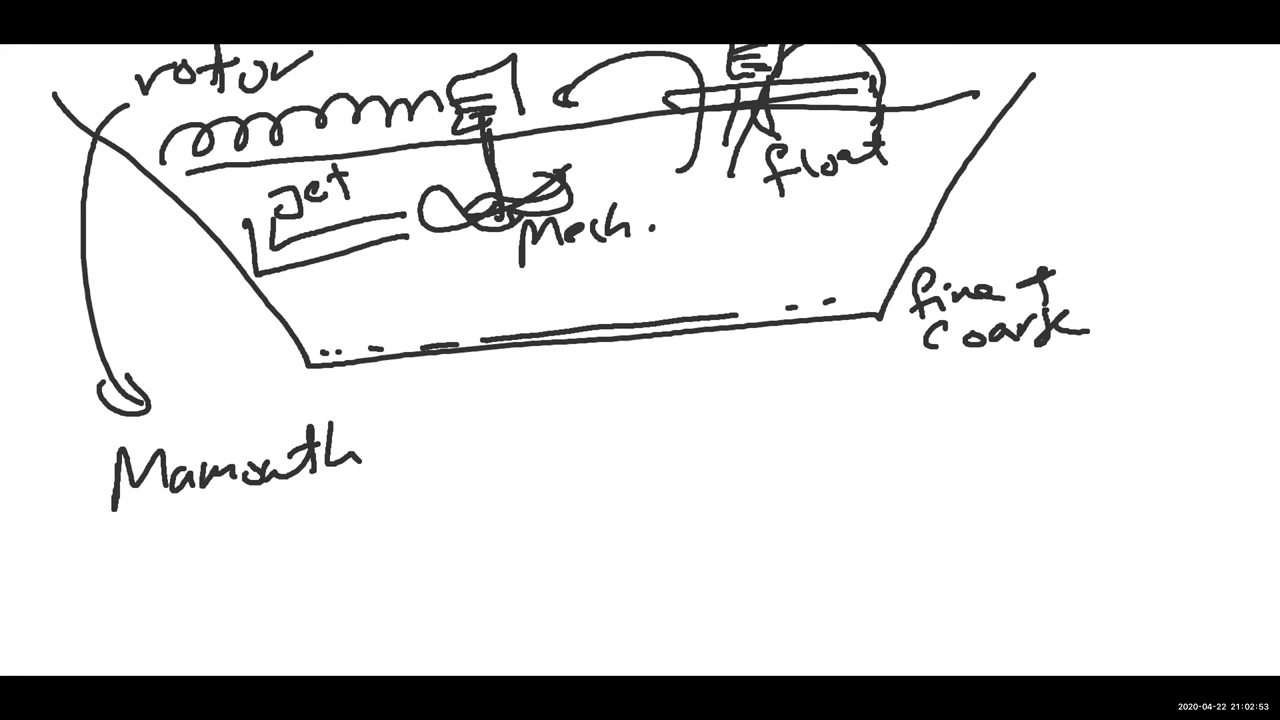 rotor
Jet
float
Mech.
fine +
Coarse
Mamouth
2020-04-22 21:02:53